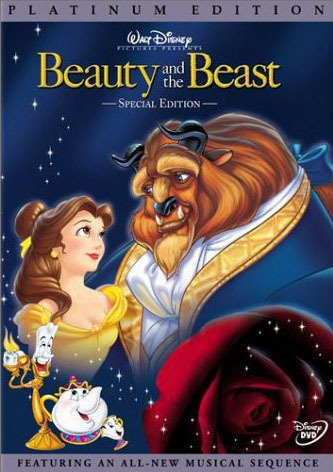 PLATINUM EDITION
WALT DISNEY
PICTURES PRESENTS
Beauty and the Beast
SPECIAL EDITION
Disney
DVD
FEATURING AN ALL-NEW MUSICAL SEQUENCE